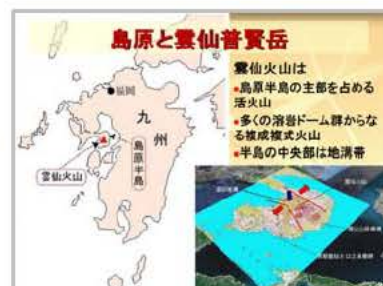 島原と雲仙普賢岳
雲仙火山は
•島原半島の主部を占める
活火山
•多くの溶岩ドーム群からな
る複成複式火山
•半島の中央部は地溝帯
福岡
九州
島原半島
雲仙火山